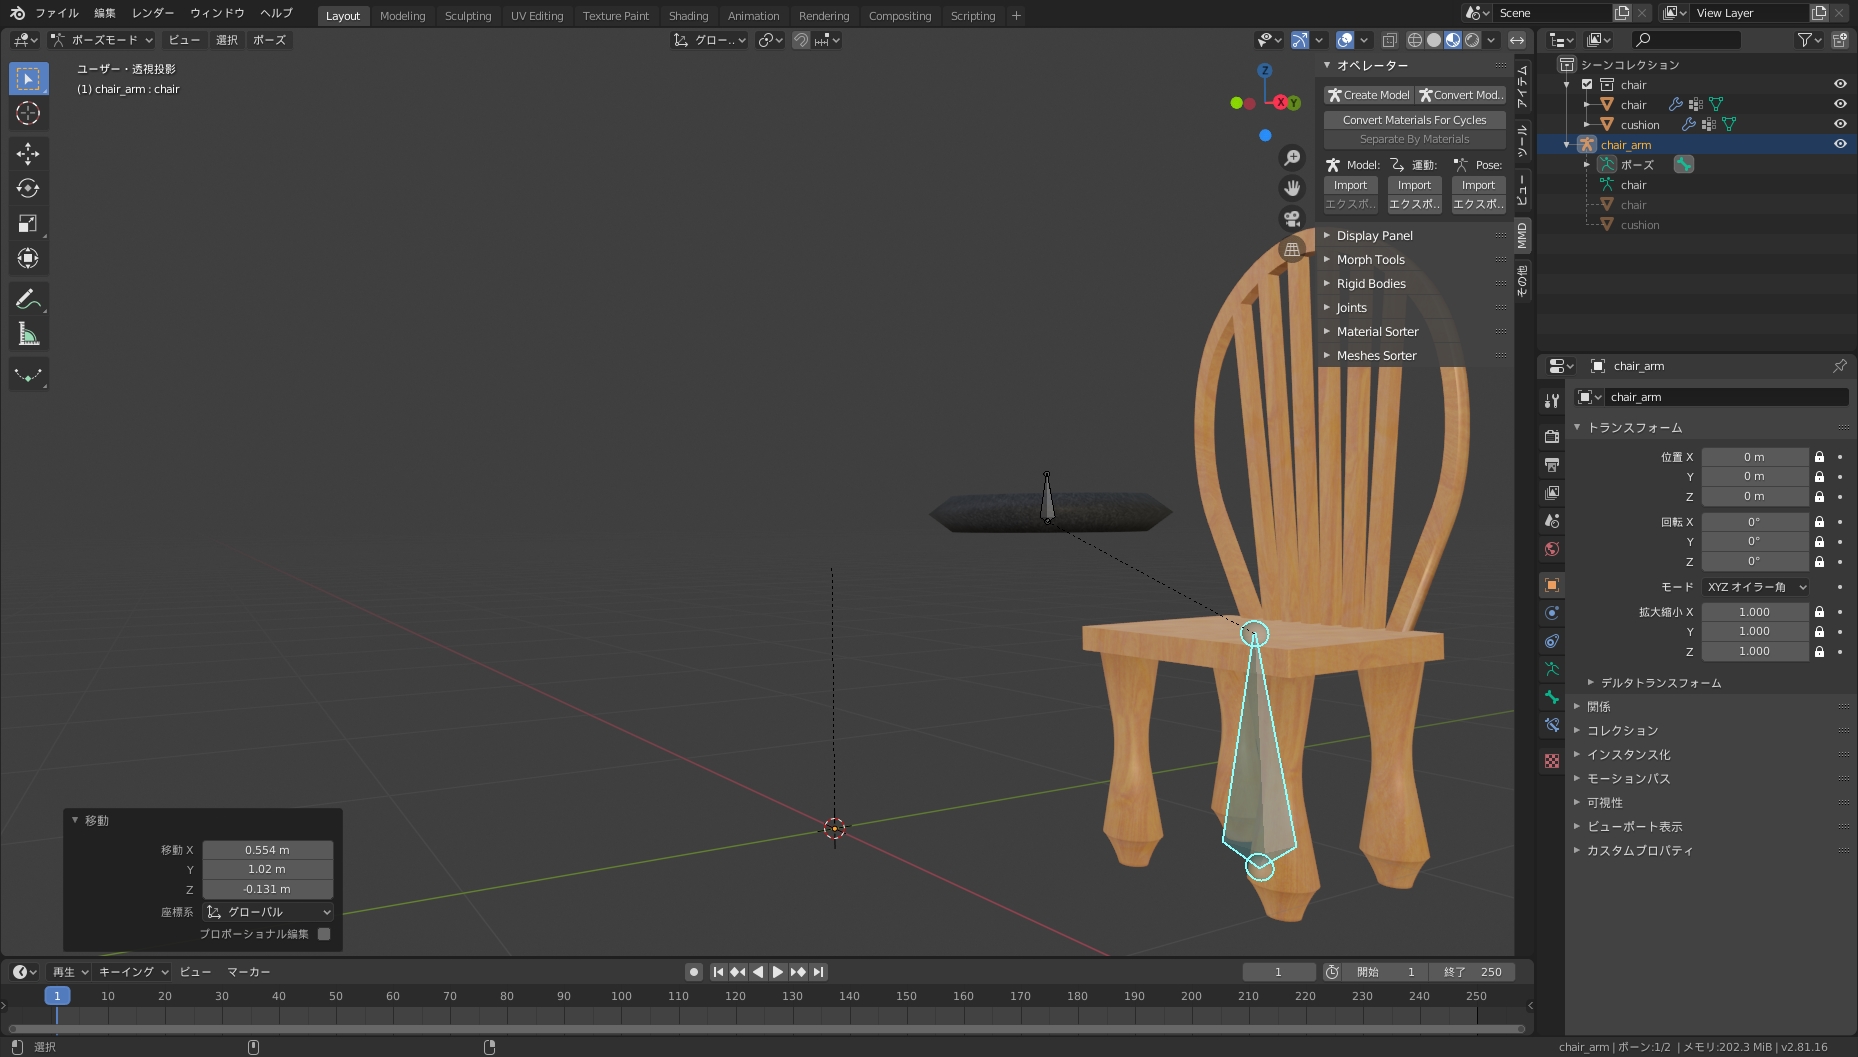 ファイル 編集 レンダー ウィンドウ ヘルプ Layout Modeling Sculpting UV Editing Texture Paint Shading Animation Rendering Compositing Scripting + Scene View Layer
ポーズモード ビュー 選択 ポーズ グロー..
ユーザー・透視投影
(1) chair_arm : chair
Z
X
Y
オペレーター
Create Model Convert Mod..
Convert Materials For Cycles
Separate By Materials
Model: 運動: Pose:
Import Import Import
エクスポ.. エクスポ.. エクスポ..
Display Panel
Morph Tools
Rigid Bodies
Joints
Material Sorter
Meshes Sorter
アイテム
ツール
ビュー
MMD
その他
シーンコレクション
chair
chair
cushion
chair_arm
ポーズ
chair
chair
cushion
chair_arm
chair_arm
トランスフォーム
位置 X 0 m
Y 0 m
Z 0 m
回転 X 0°
Y 0°
Z 0°
モード XYZ オイラー角
拡大縮小 X 1.000
Y 1.000
Z 1.000
デルタトランスフォーム
関係
コレクション
インスタンス化
モーションパス
可視性
ビューポート表示
カスタムプロパティ
移動
移動 X 0.554 m
Y 1.02 m
Z -0.131 m
座標系 グローバル
プロポーショナル編集
再生 キーイング ビュー マーカー 1 開始 1 終了 250
1 10 20 30 40 50 60 70 80 90 100 110 120 130 140 150 160 170 180 190 200 210 220 230 240 250
選択 chair_arm | ボーン:1/2 | メモリ:202.3 MiB | v2.81.16